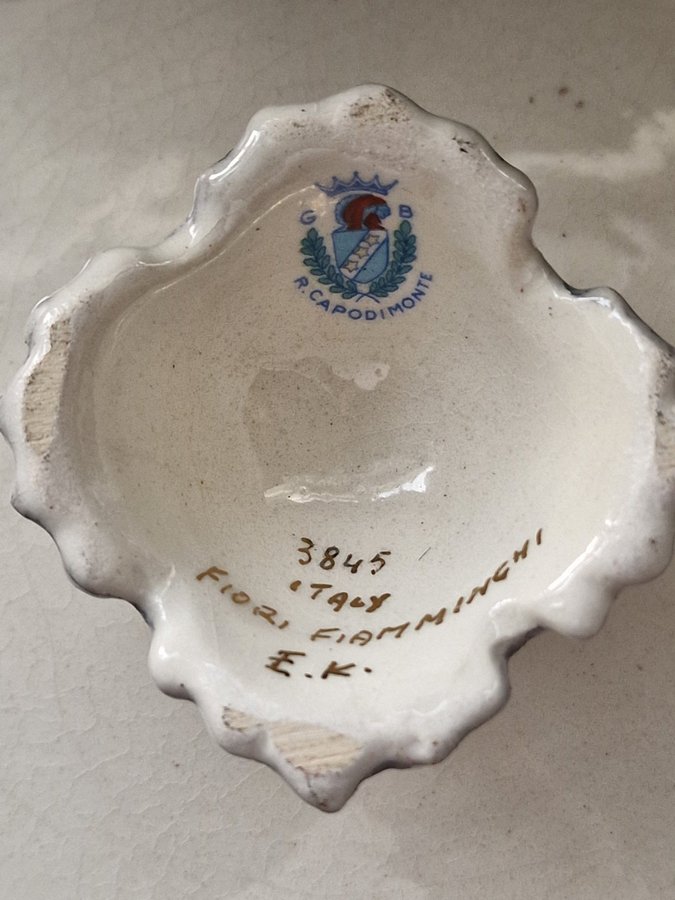 G B
R. CAPODIMONTE
3845
ITALY
FIORI FIAMMINGHI
E.K.